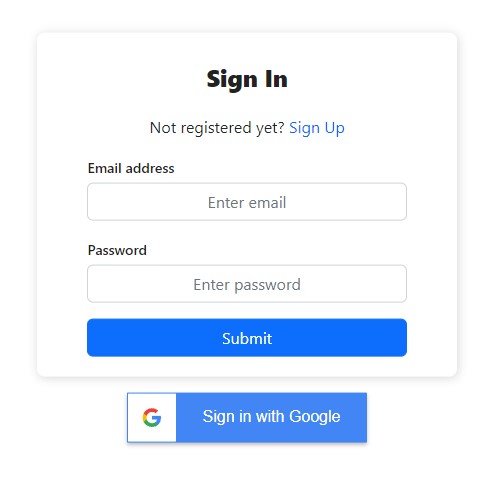 Sign In
Not registered yet? Sign Up
Email address
Enter email
Password
Enter password
Submit
Sign in with Google